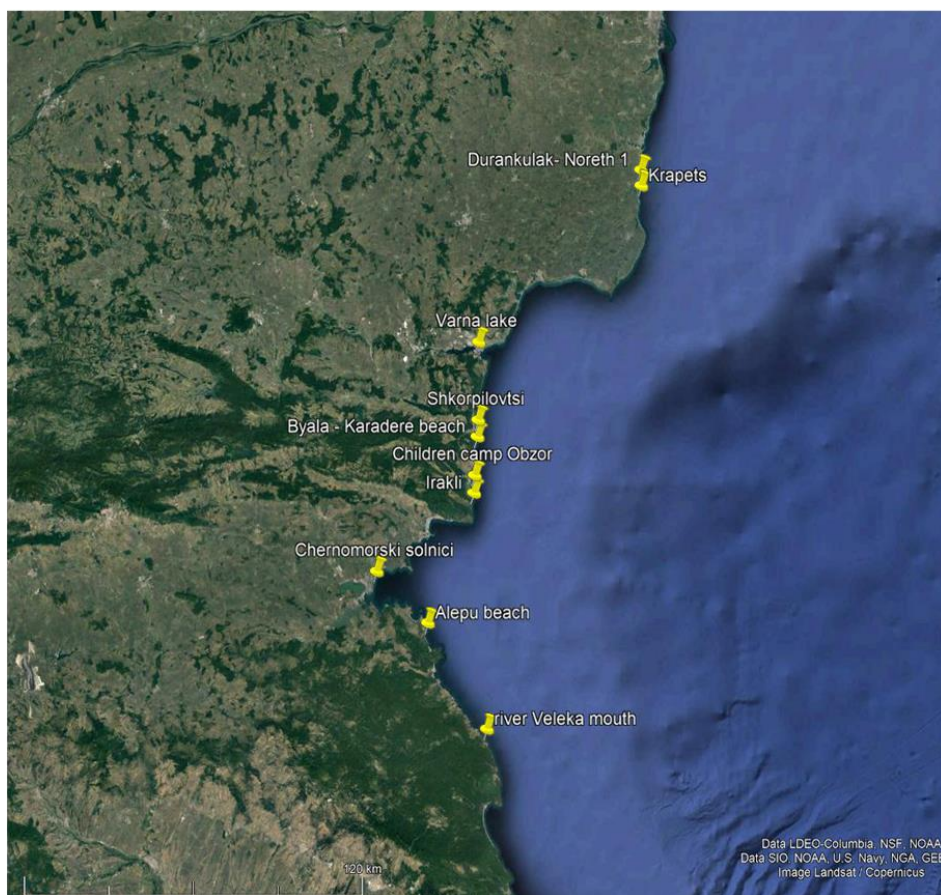 Durankulak- Noreth 1
Krapets
Varna lake
Shkorpilovtsi
Byala - Karadere beach
Children camp Obzor
Irakli
Chernomorski solnici
Alepu beach
river Veleka mouth
Data LDEO-Columbia, NSF, NOAA
Data SIO, NOAA, U.S. Navy, NGA, GEB
Image Landsat / Copernicus
120 km